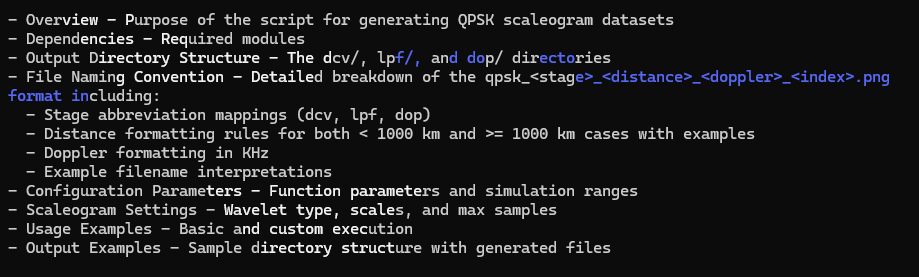 – Overview – Purpose of the script for generating QPSK scaleogram datasets
– Dependencies – Required modules
– Output Directory Structure – The dcv/, lpf/, and dop/ directories
– File Naming Convention – Detailed breakdown of the qpsk_<stage>_<distance>_<doppler>_<index>.png
format including:
  – Stage abbreviation mappings (dcv, lpf, dop)
  – Distance formatting rules for both < 1000 km and >= 1000 km cases with examples
  – Doppler formatting in KHz
  – Example filename interpretations
– Configuration Parameters – Function parameters and simulation ranges
– Scaleogram Settings – Wavelet type, scales, and max samples
– Usage Examples – Basic and custom execution
– Output Examples – Sample directory structure with generated files